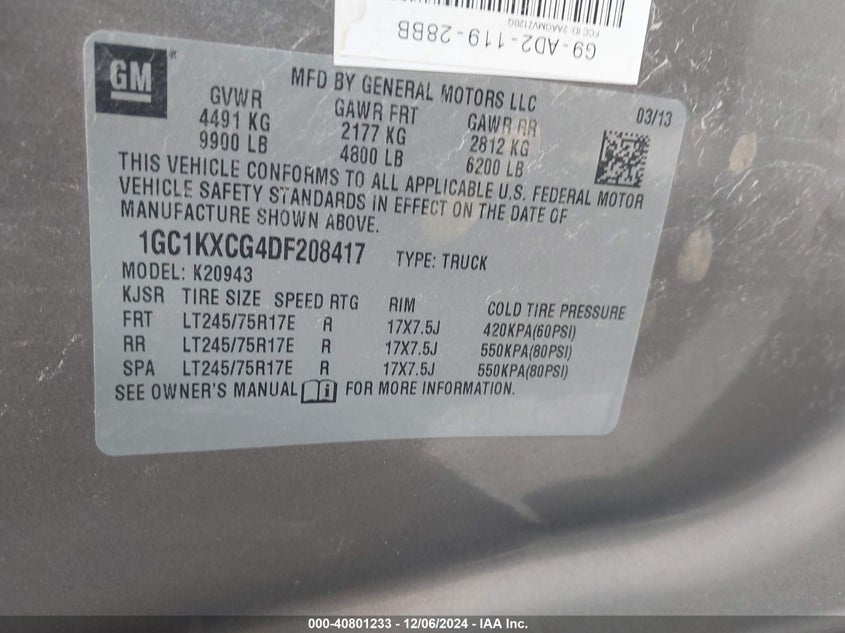 FCC ID: 2AAGMVZ120G
G9-AD2-119-28BB
GM
®
MFD BY GENERAL MOTORS LLC
03/13
GVWR GAWR FRT GAWR RR
4491 KG 2177 KG 2812 KG
9900 LB 4800 LB 6200 LB
THIS VEHICLE CONFORMS TO ALL APPLICABLE U.S. FEDERAL MOTOR
VEHICLE SAFETY STANDARDS IN EFFECT ON THE DATE OF
MANUFACTURE SHOWN ABOVE.
1GC1KXCG4DF208417 TYPE: TRUCK
MODEL: K20943
KJSR TIRE SIZE SPEED RTG RIM COLD TIRE PRESSURE
FRT LT245/75R17E R 17X7.5J 420KPA(60PSI)
RR LT245/75R17E R 17X7.5J 550KPA(80PSI)
SPA LT245/75R17E R 17X7.5J 550KPA(80PSI)
SEE OWNER'S MANUAL i FOR MORE INFORMATION.
000-40801233 - 12/06/2024 - IAA Inc.